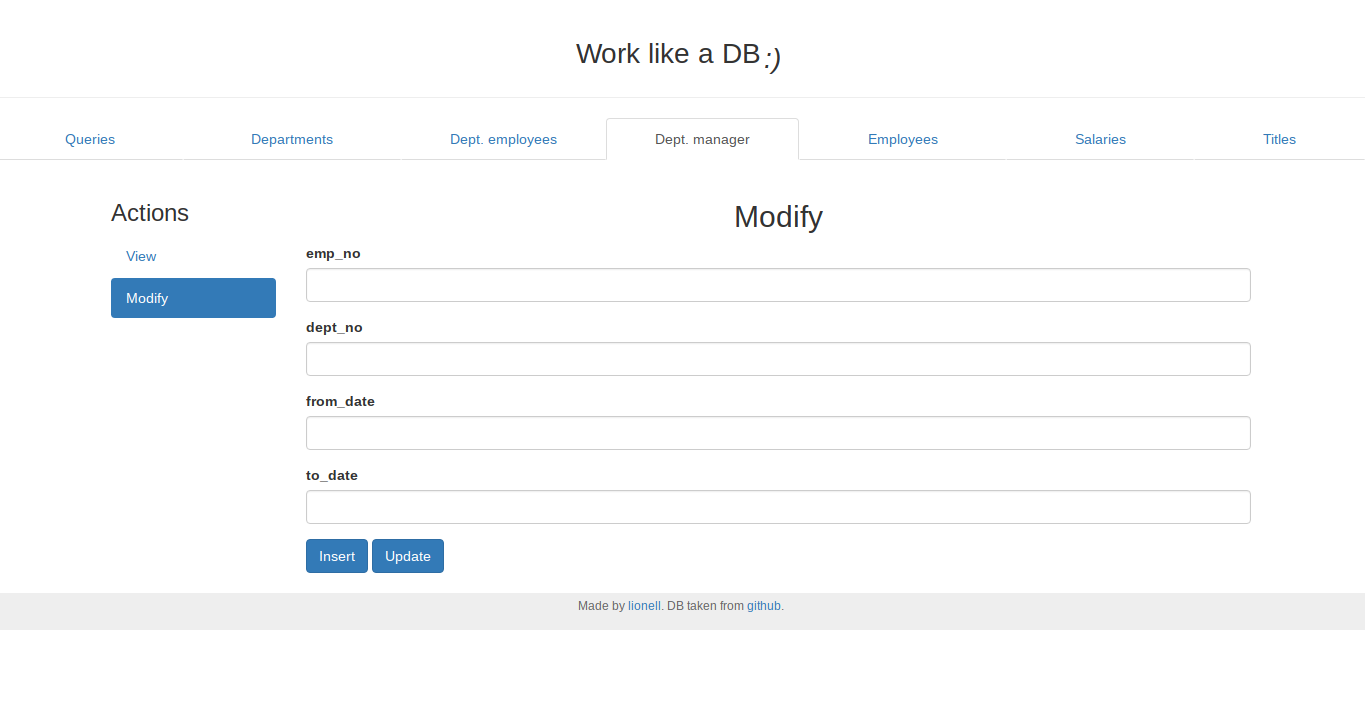 Work like a DB :)
Queries Departments Dept. employees Dept. manager Employees Salaries Titles
Actions
View
Modify
Modify
emp_no
dept_no
from_date
to_date
Insert Update
Made by lionell. DB taken from github.